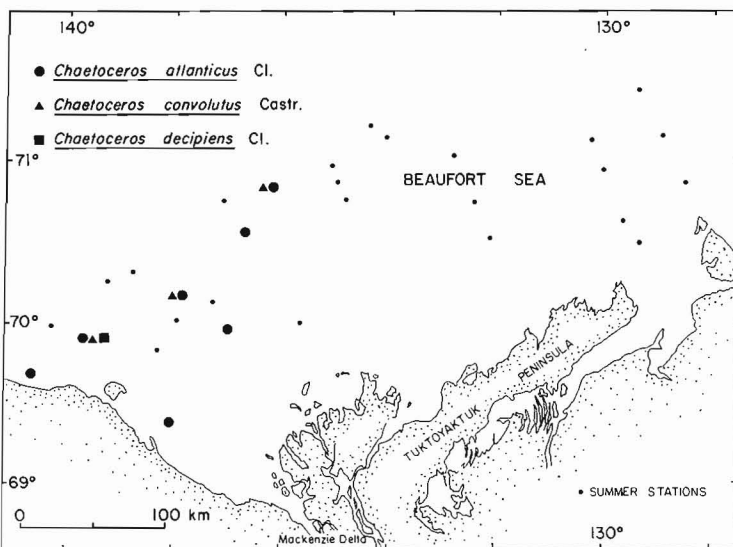 140° 130°
● Chaetoceros atlanticus Cl.
▲ Chaetoceros convolutus Castr.
■ Chaetoceros decipiens Cl.
71°
BEAUFORT SEA
70°
TUKTOYAKTUK PENINSULA
69°
• SUMMER STATIONS
0 100 km
Mackenzie Delta
130°